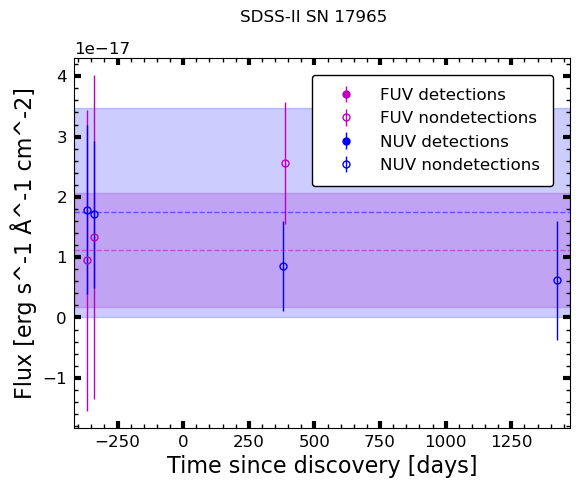 SDSS-II SN 17965
1e−17
4
3
2
1
0
−1
Flux [erg s^-1 Å^-1 cm^-2]
FUV detections
FUV nondetections
NUV detections
NUV nondetections
−250 0 250 500 750 1000 1250
Time since discovery [days]